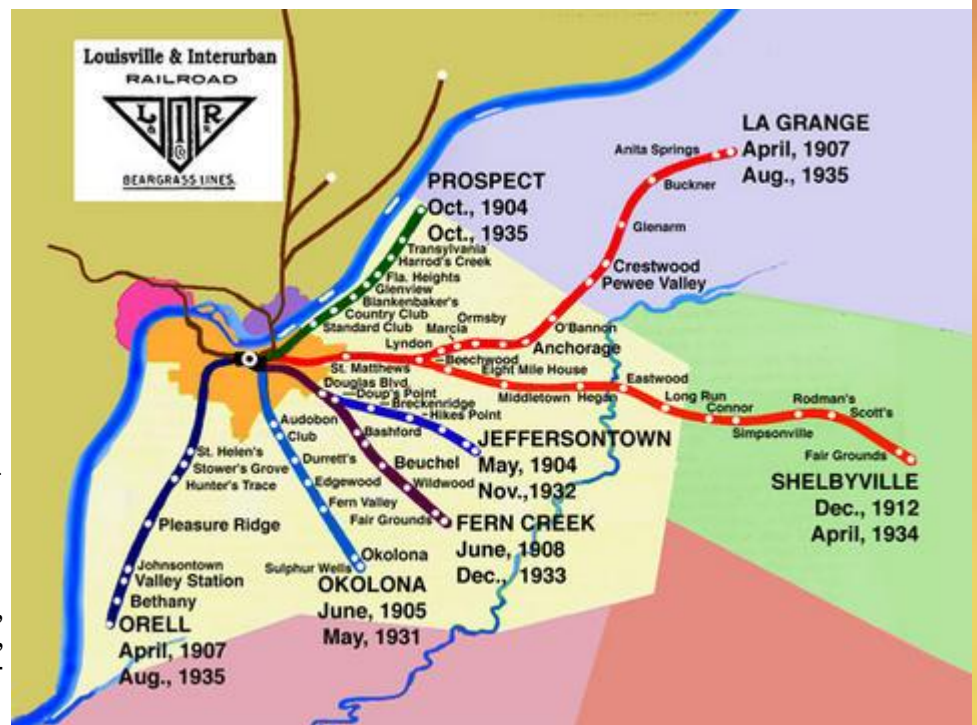 Louisville & Interurban
RAILROAD
L & I Co R R
BEARGRASS LINES.
LA GRANGE
April, 1907
Aug., 1935
Anita Springs
Buckner
Glenarm
Crestwood
Pewee Valley
O'Bannon
Anchorage
Ormsby
Marcia
Lyndon
PROSPECT
Oct., 1904
Oct., 1935
Transylvania
Harrod's Creek
Fla. Heights
Glenview
Blankenbaker's
Country Club
Standard Club
St. Matthews
Beechwood
Eight Mile House
Middletown
Hegan
Eastwood
Long Run
Connor
Simpsonville
Rodman's
Scott's
Fair Grounds
SHELBYVILLE
Dec., 1912
April, 1934
Douglas Blvd.
Doup's Point
Breckenridge
Hikes Point
JEFFERSONTOWN
May, 1904
Nov.,1932
Bashford
Beuchel
Wildwood
Fair Grounds
FERN CREEK
June, 1908
Dec., 1933
Audobon
Club
Durrett's
Edgewood
Fern Valley
Okolona
Sulphur Wells
OKOLONA
June, 1905
May, 1931
St. Helen's
Stower's Grove
Hunter's Trace
Pleasure Ridge
Johnsontown
Valley Station
Bethany
ORELL
April, 1907
Aug., 1935